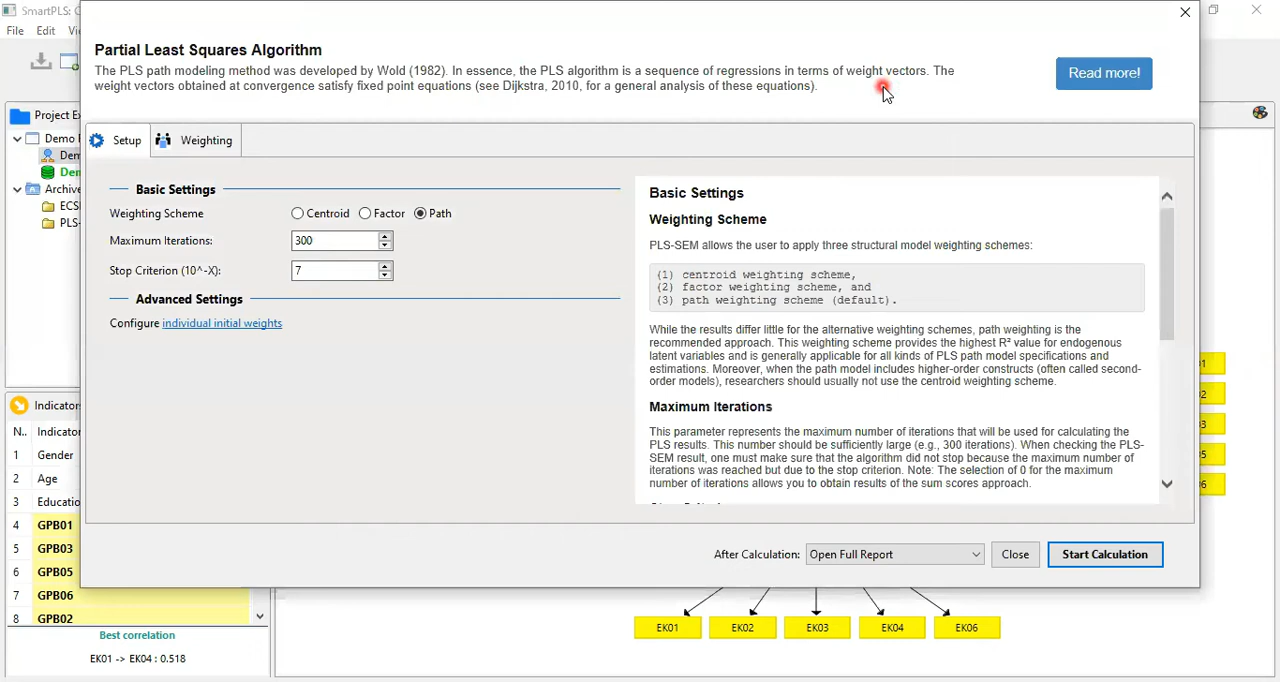 SmartPLS: C
File Edit Vi
Partial Least Squares Algorithm
The PLS path modeling method was developed by Wold (1982). In essence, the PLS algorithm is a sequence of regressions in terms of weight vectors. The
weight vectors obtained at convergence satisfy fixed point equations (see Dijkstra, 2010, for a general analysis of these equations).
Read more!
Project Ex
Demo
Dem
Dem
Archive
ECS
PLS-
Setup
Weighting
Basic Settings
Weighting Scheme
Centroid
Factor
Path
Maximum Iterations:
300
Stop Criterion (10^-X):
7
Advanced Settings
Configure individual initial weights
Basic Settings
Weighting Scheme
PLS-SEM allows the user to apply three structural model weighting schemes:
(1) centroid weighting scheme,
(2) factor weighting scheme, and
(3) path weighting scheme (default).
While the results differ little for the alternative weighting schemes, path weighting is the
recommended approach. This weighting scheme provides the highest R² value for endogenous
latent variables and is generally applicable for all kinds of PLS path model specifications and
estimations. Moreover, when the path model includes higher-order constructs (often called second-
order models), researchers should usually not use the centroid weighting scheme.
Maximum Iterations
This parameter represents the maximum number of iterations that will be used for calculating the
PLS results. This number should be sufficiently large (e.g., 300 iterations). When checking the PLS-
SEM result, one must make sure that the algorithm did not stop because the maximum number of
iterations was reached but due to the stop criterion. Note: The selection of 0 for the maximum
number of iterations allows you to obtain results of the sum scores approach.
After Calculation:
Open Full Report
Close
Start Calculation
Indicators
N.. Indicator
1 Gender
2 Age
3 Educatio
4 GPB01
5 GPB03
6 GPB05
7 GPB06
8 GPB02
Best correlation
EK01 -> EK04 : 0.518
1
2
3
5
6
EK01
EK02
EK03
EK04
EK06